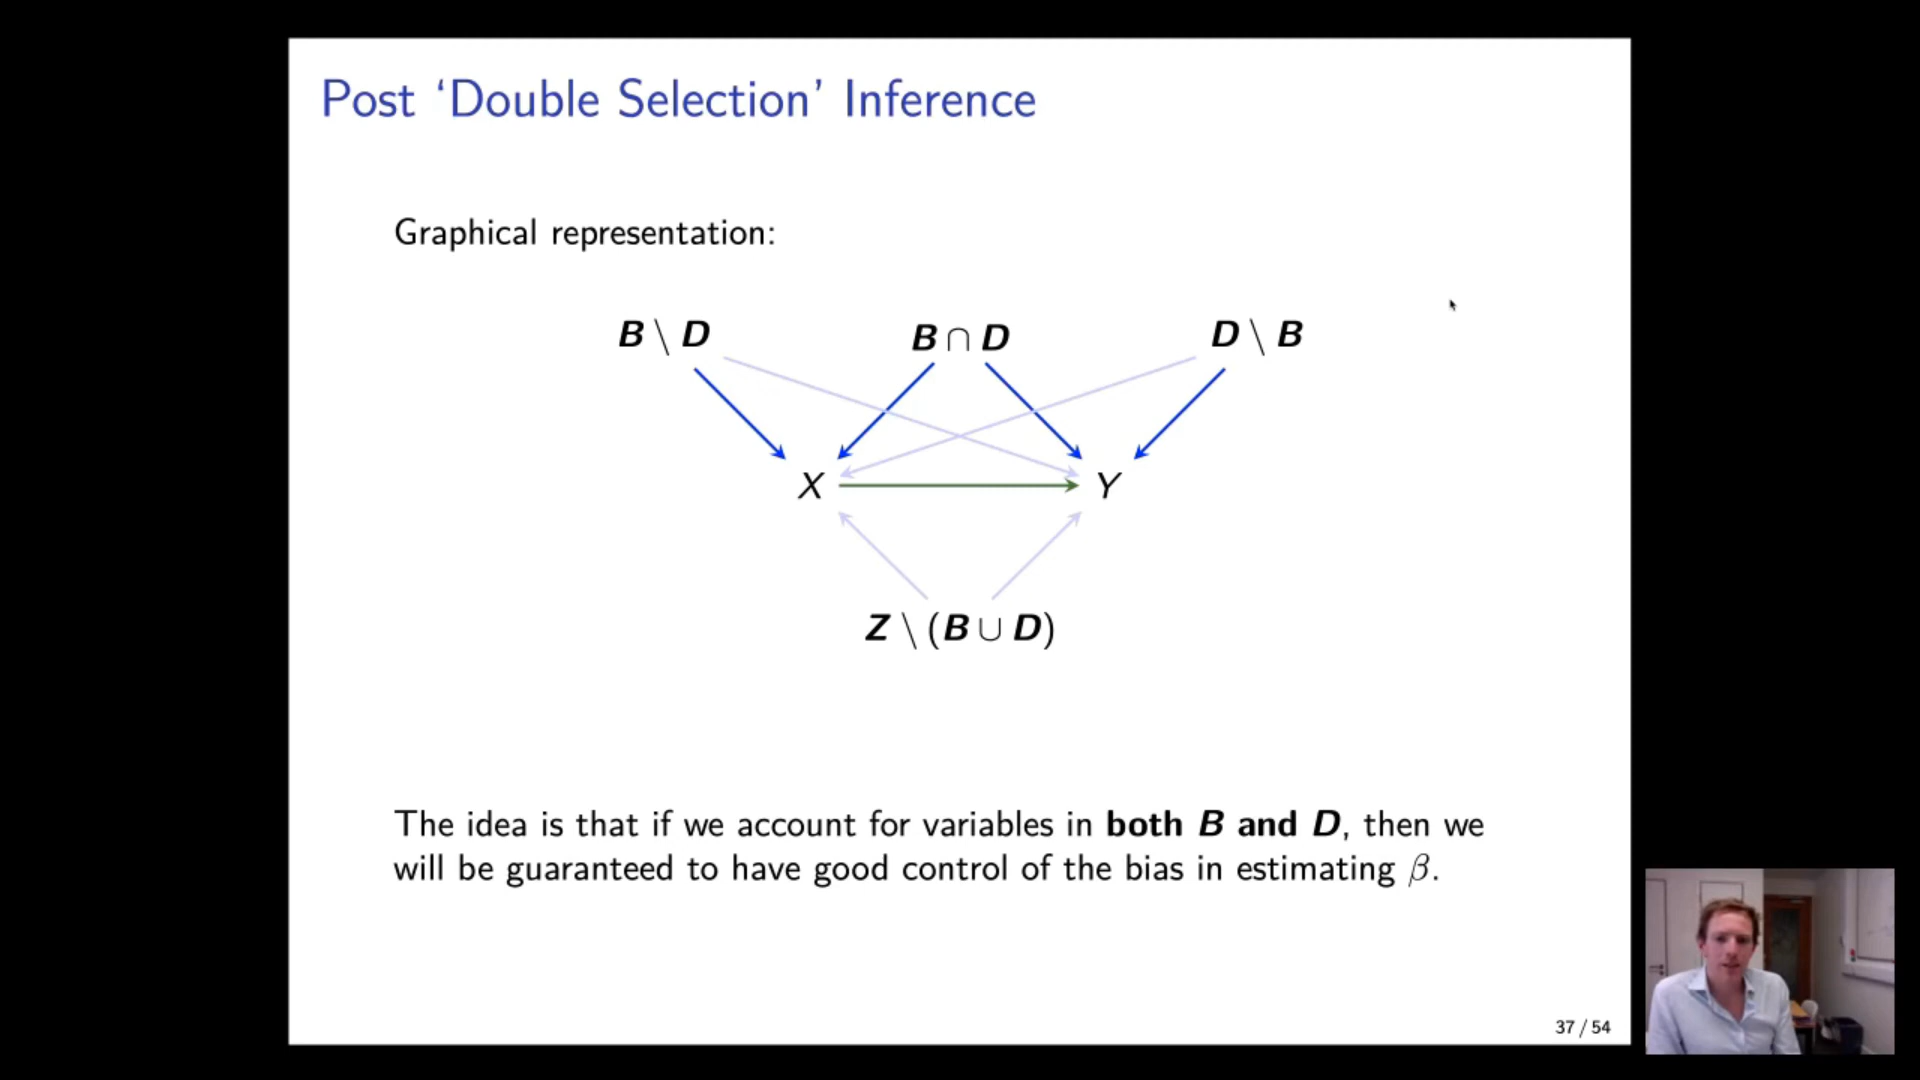 Post ‘Double Selection’ Inference
Graphical representation:
B \ D
B ∩ D
D \ B
X
Y
Z \ (B ∪ D)
The idea is that if we account for variables in both B and D, then we
will be guaranteed to have good control of the bias in estimating β.
37 / 54